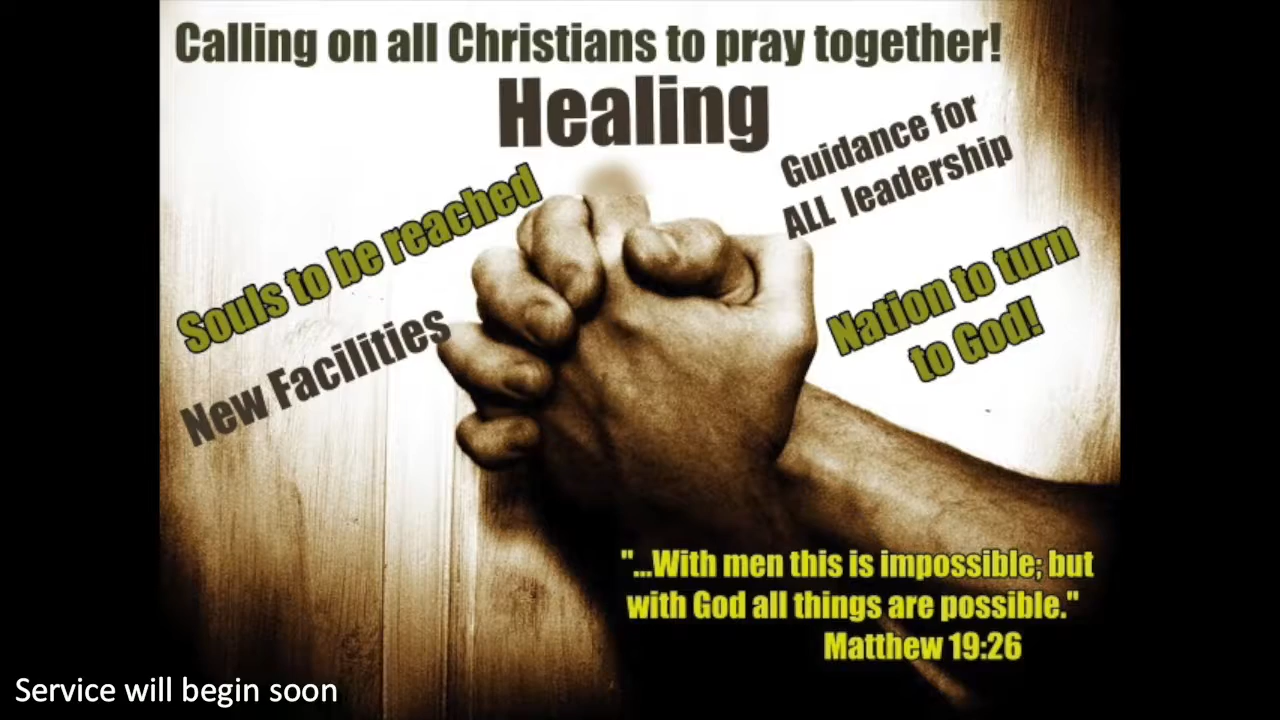 Calling on all Christians to pray together!
Healing
Guidance for
ALL leadership
Souls to be reached
New Facilities
Nation to turn
to God!
"...With men this is impossible; but
with God all things are possible."
Matthew 19:26
Service will begin soon